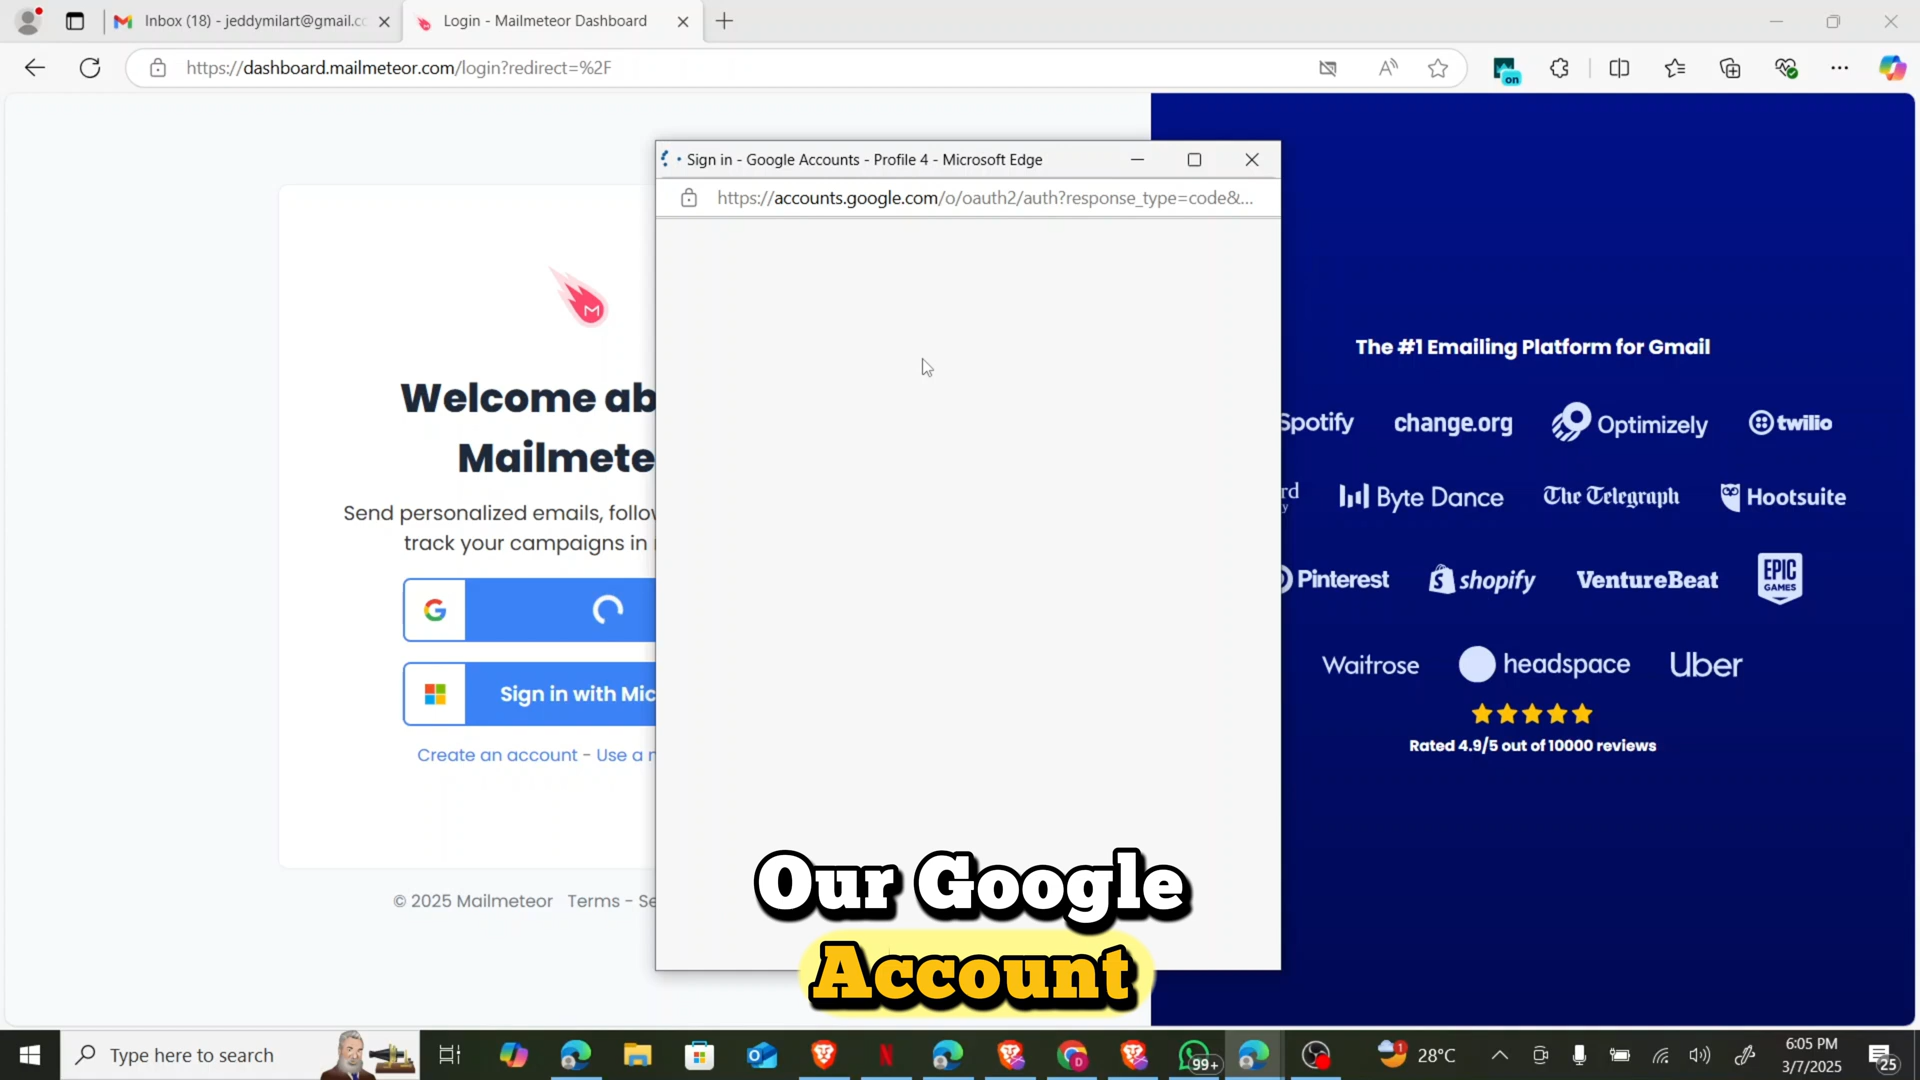 Inbox (18) - jeddymilart@gmail.cc
Login - Mailmeteor Dashboard
https://dashboard.mailmeteor.com/login?redirect=%2F
on
Sign in - Google Accounts - Profile 4 - Microsoft Edge
https://accounts.google.com/o/oauth2/auth?response_type=code&...
Welcome ab
Mailmete
Send personalized emails, follow
track your campaigns in
Sign in with Mic
Create an account - Use a
© 2025 Mailmeteor Terms - Se
The #1 Emailing Platform for Gmail
Spotify change.org Optimizely twilio
rd
y
Byte Dance The Telegraph Hootsuite
Pinterest shopify VentureBeat EPIC
GAMES
Waitrose headspace Uber
Rated 4.9/5 out of 10000 reviews
Our Google
Account
Type here to search
D
99+
1
28°C
6:05 PM
3/7/2025
25